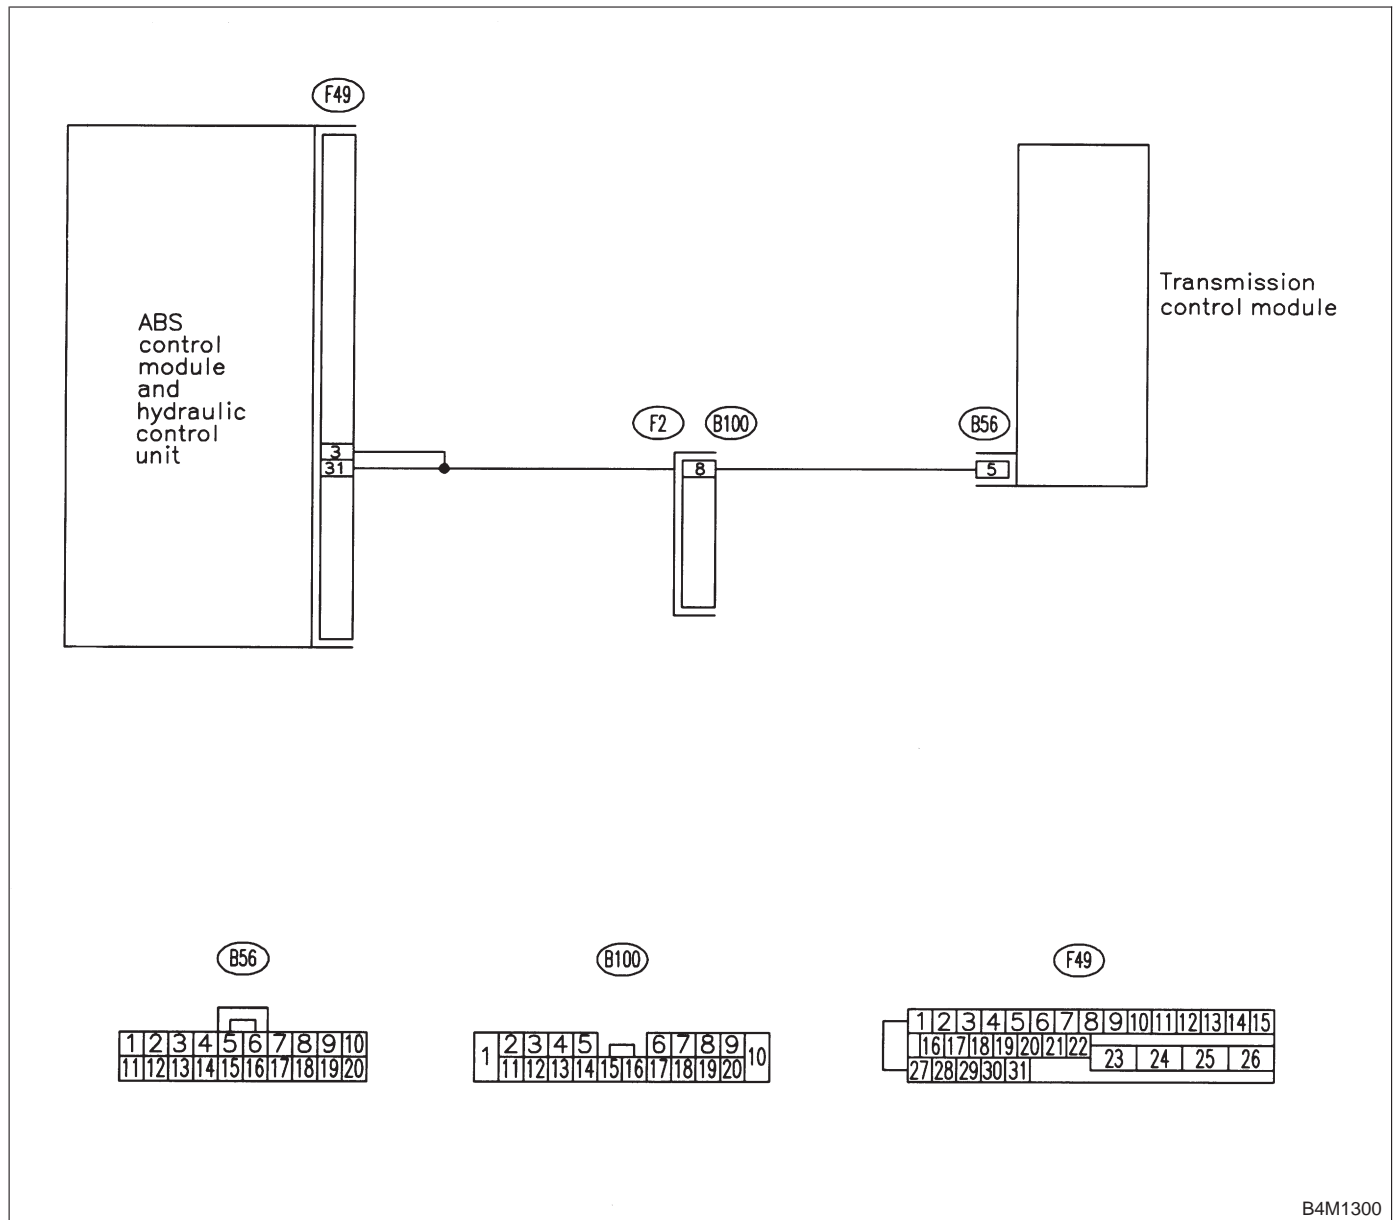 F49
ABS
control
module
and
hydraulic
control
unit
Transmission
control module
F2
B100
B56
3
31
8
5
B56
B100
F49
1 2 3 4 5 6 7 8 9 10
11 12 13 14 15 16 17 18 19 20
1 2 3 4 5 6 7 8 9 10
11 12 13 14 15 16 17 18 19 20
1 2 3 4 5 6 7 8 9 10 11 12 13 14 15
16 17 18 19 20 21 22 23 24 25 26
27 28 29 30 31
B4M1300